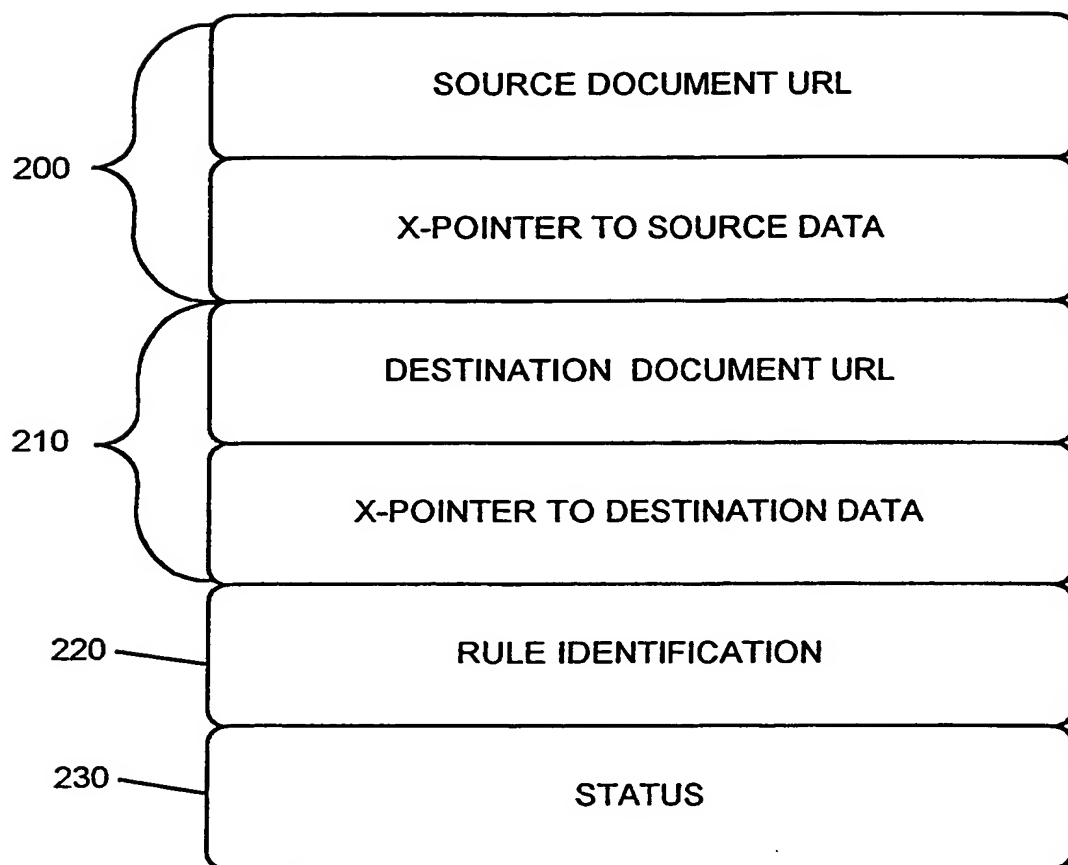 SOURCE DOCUMENT URL
200
X-POINTER TO SOURCE DATA
DESTINATION DOCUMENT URL
210
X-POINTER TO DESTINATION DATA
220
RULE IDENTIFICATION
230
STATUS